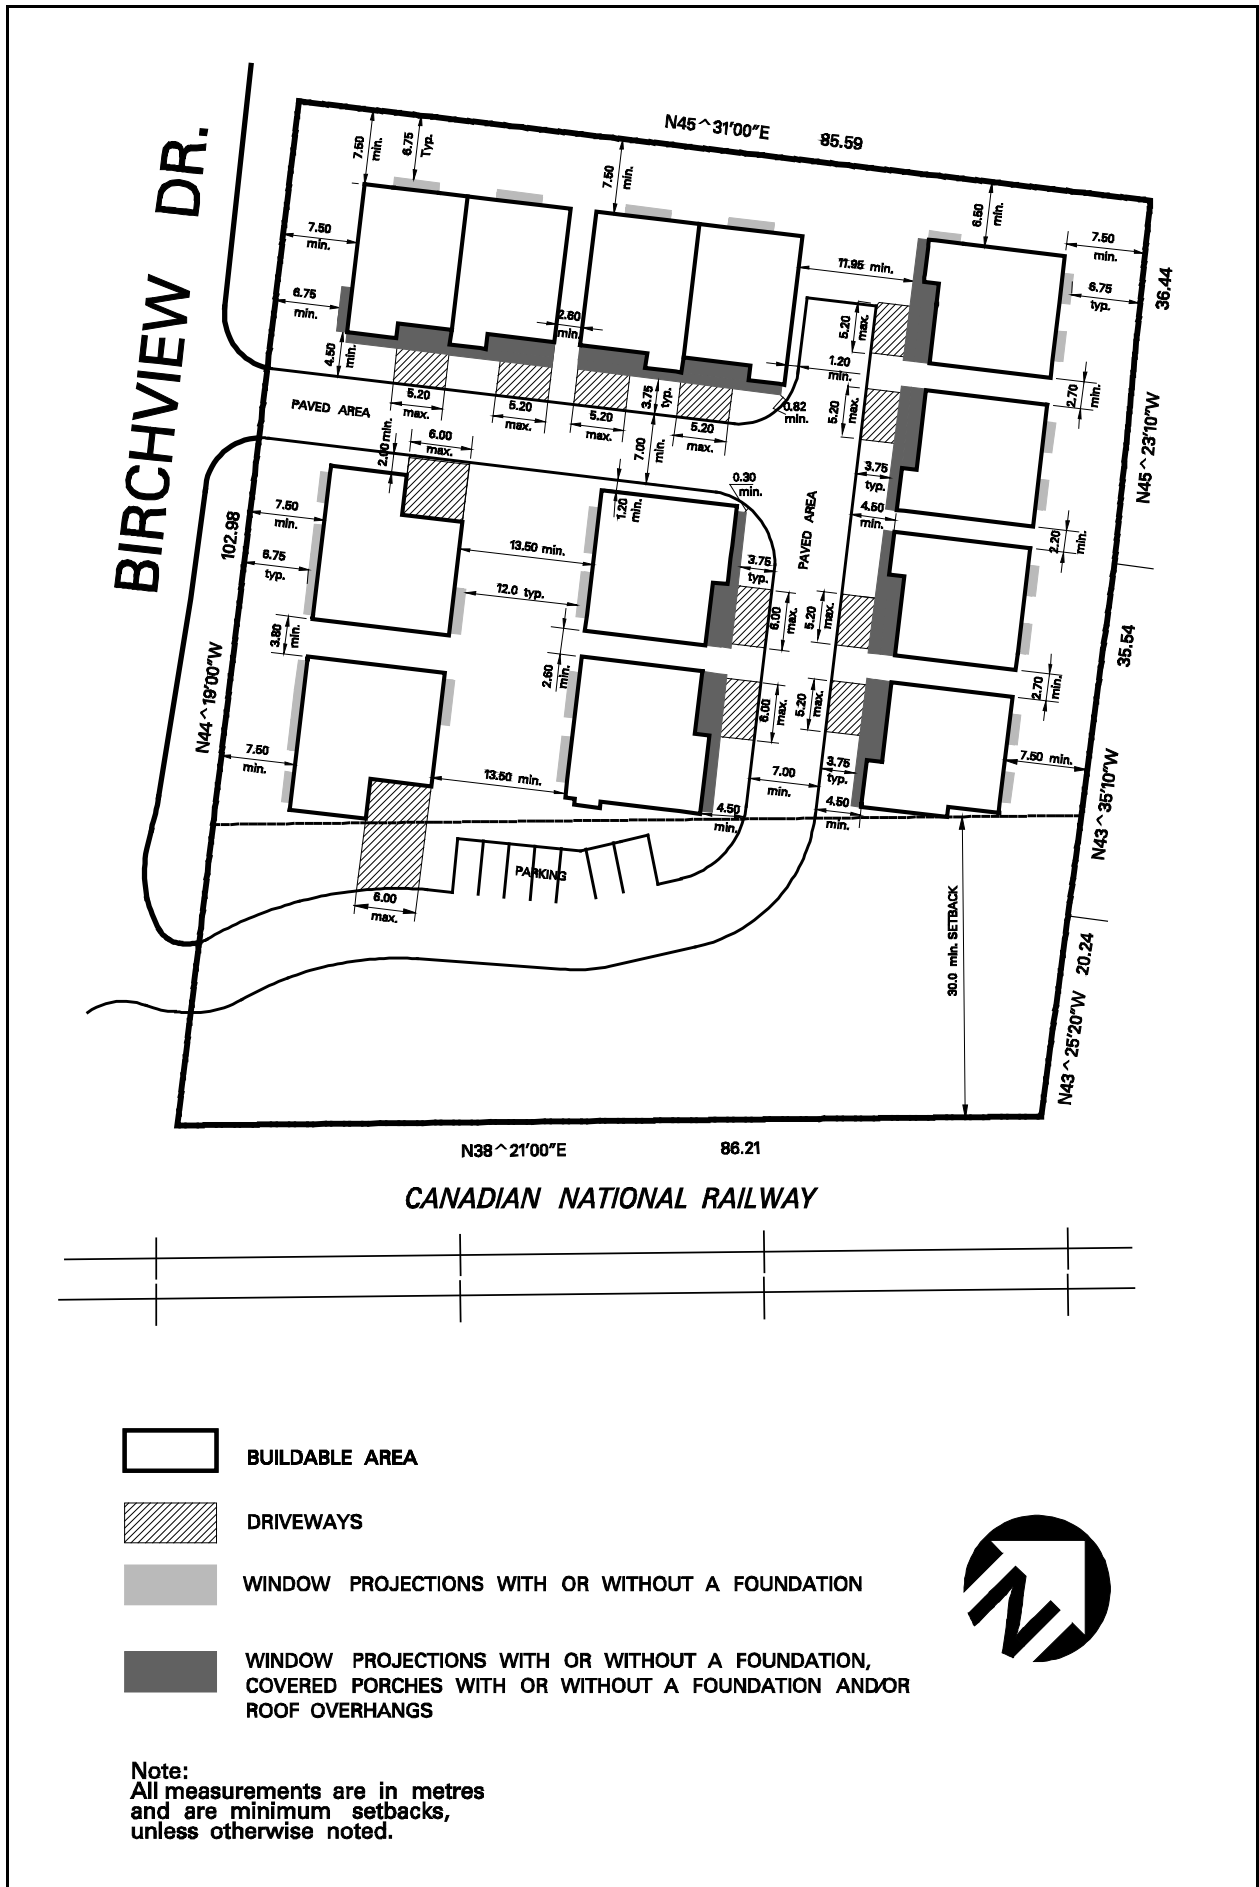 BIRCHVIEW DR.
N45^31'00"E 85.59
7.50 min.
6.75 Typ.
7.50 min.
6.50 min.
7.50 min.
7.50 min.
6.75 typ.
36.44
6.75 min.
4.50 min.
2.60 min.
11.95 min.
5.20 max.
1.20 min.
5.20 max.
2.70 min.
N45^23'10"W
PAVED AREA
5.20 max.
5.20 max.
5.20 max.
3.75 typ.
5.20 max.
0.82 min.
2.00 min.
6.00 max.
7.00 min.
0.30 min.
3.75 typ.
4.50 min.
2.20 min.
7.50 min.
102.98
1.20 min.
PAVED AREA
6.75 typ.
13.50 min.
12.0 typ.
3.75 typ.
6.00 max.
5.20 max.
35.54
3.80 min.
2.60 min.
2.70 min.
N44^19'00"W
6.00 max.
5.20 max.
7.50 min.
13.50 min.
7.00 min.
3.75 typ.
7.50 min.
4.50 min.
4.50 min.
N43^35'10"W
PARKING
6.00 max.
30.0 min. SETBACK
N43^25'20"W 20.24
N38^21'00"E 86.21
CANADIAN NATIONAL RAILWAY
BUILDABLE AREA
DRIVEWAYS
WINDOW PROJECTIONS WITH OR WITHOUT A FOUNDATION
WINDOW PROJECTIONS WITH OR WITHOUT A FOUNDATION,
COVERED PORCHES WITH OR WITHOUT A FOUNDATION AND/OR
ROOF OVERHANGS
N
Note:
All measurements are in metres
and are minimum setbacks,
unless otherwise noted.